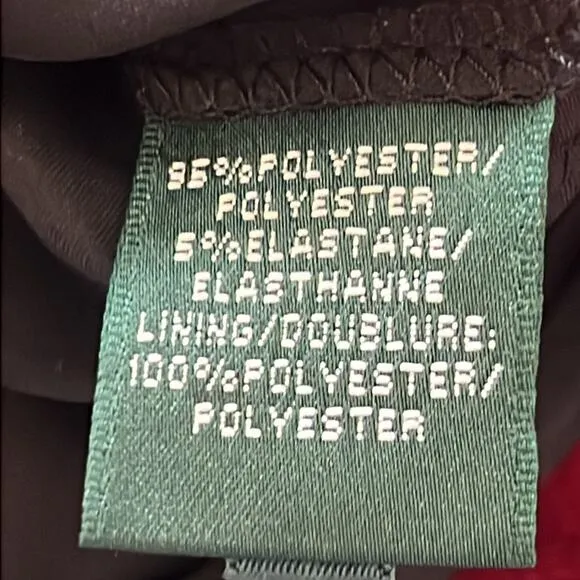 95%POLYESTER/
POLYESTER
5%ELASTANE/
ELASTHANNE
LINING/DOUBLURE:
100%POLYESTER/
POLYESTER